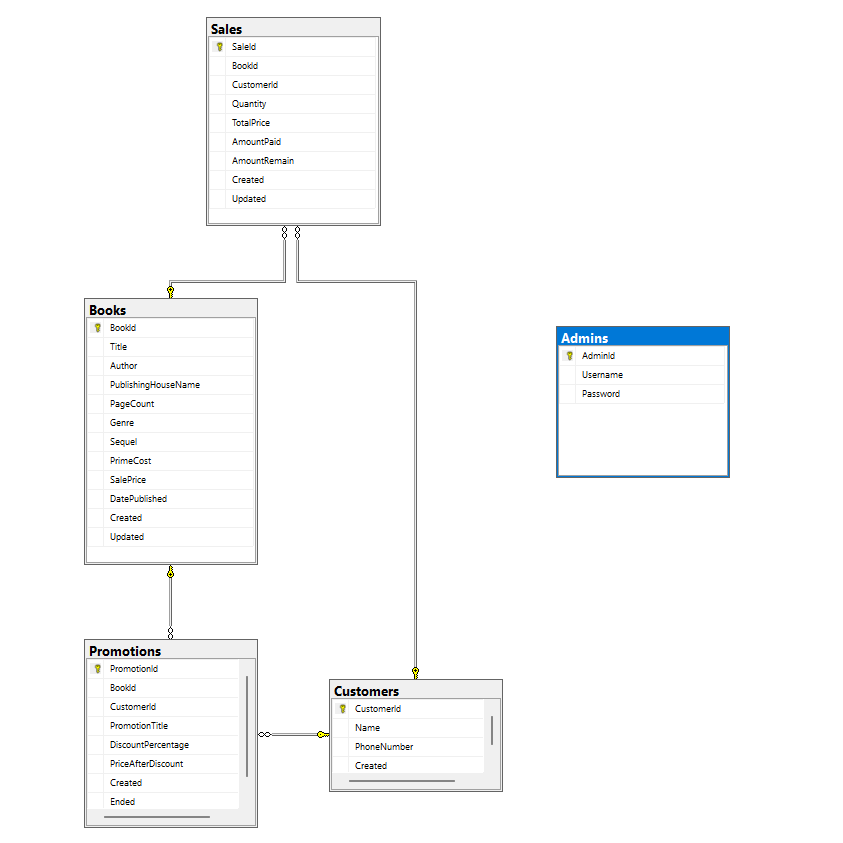 Sales
SaleId
BookId
CustomerId
Quantity
TotalPrice
AmountPaid
AmountRemain
Created
Updated
Books
BookId
Title
Author
PublishingHouseName
PageCount
Genre
Sequel
PrimeCost
SalePrice
DatePublished
Created
Updated
Admins
AdminId
Username
Password
Promotions
PromotionId
BookId
CustomerId
PromotionTitle
DiscountPercentage
PriceAfterDiscount
Created
Ended
Customers
CustomerId
Name
PhoneNumber
Created